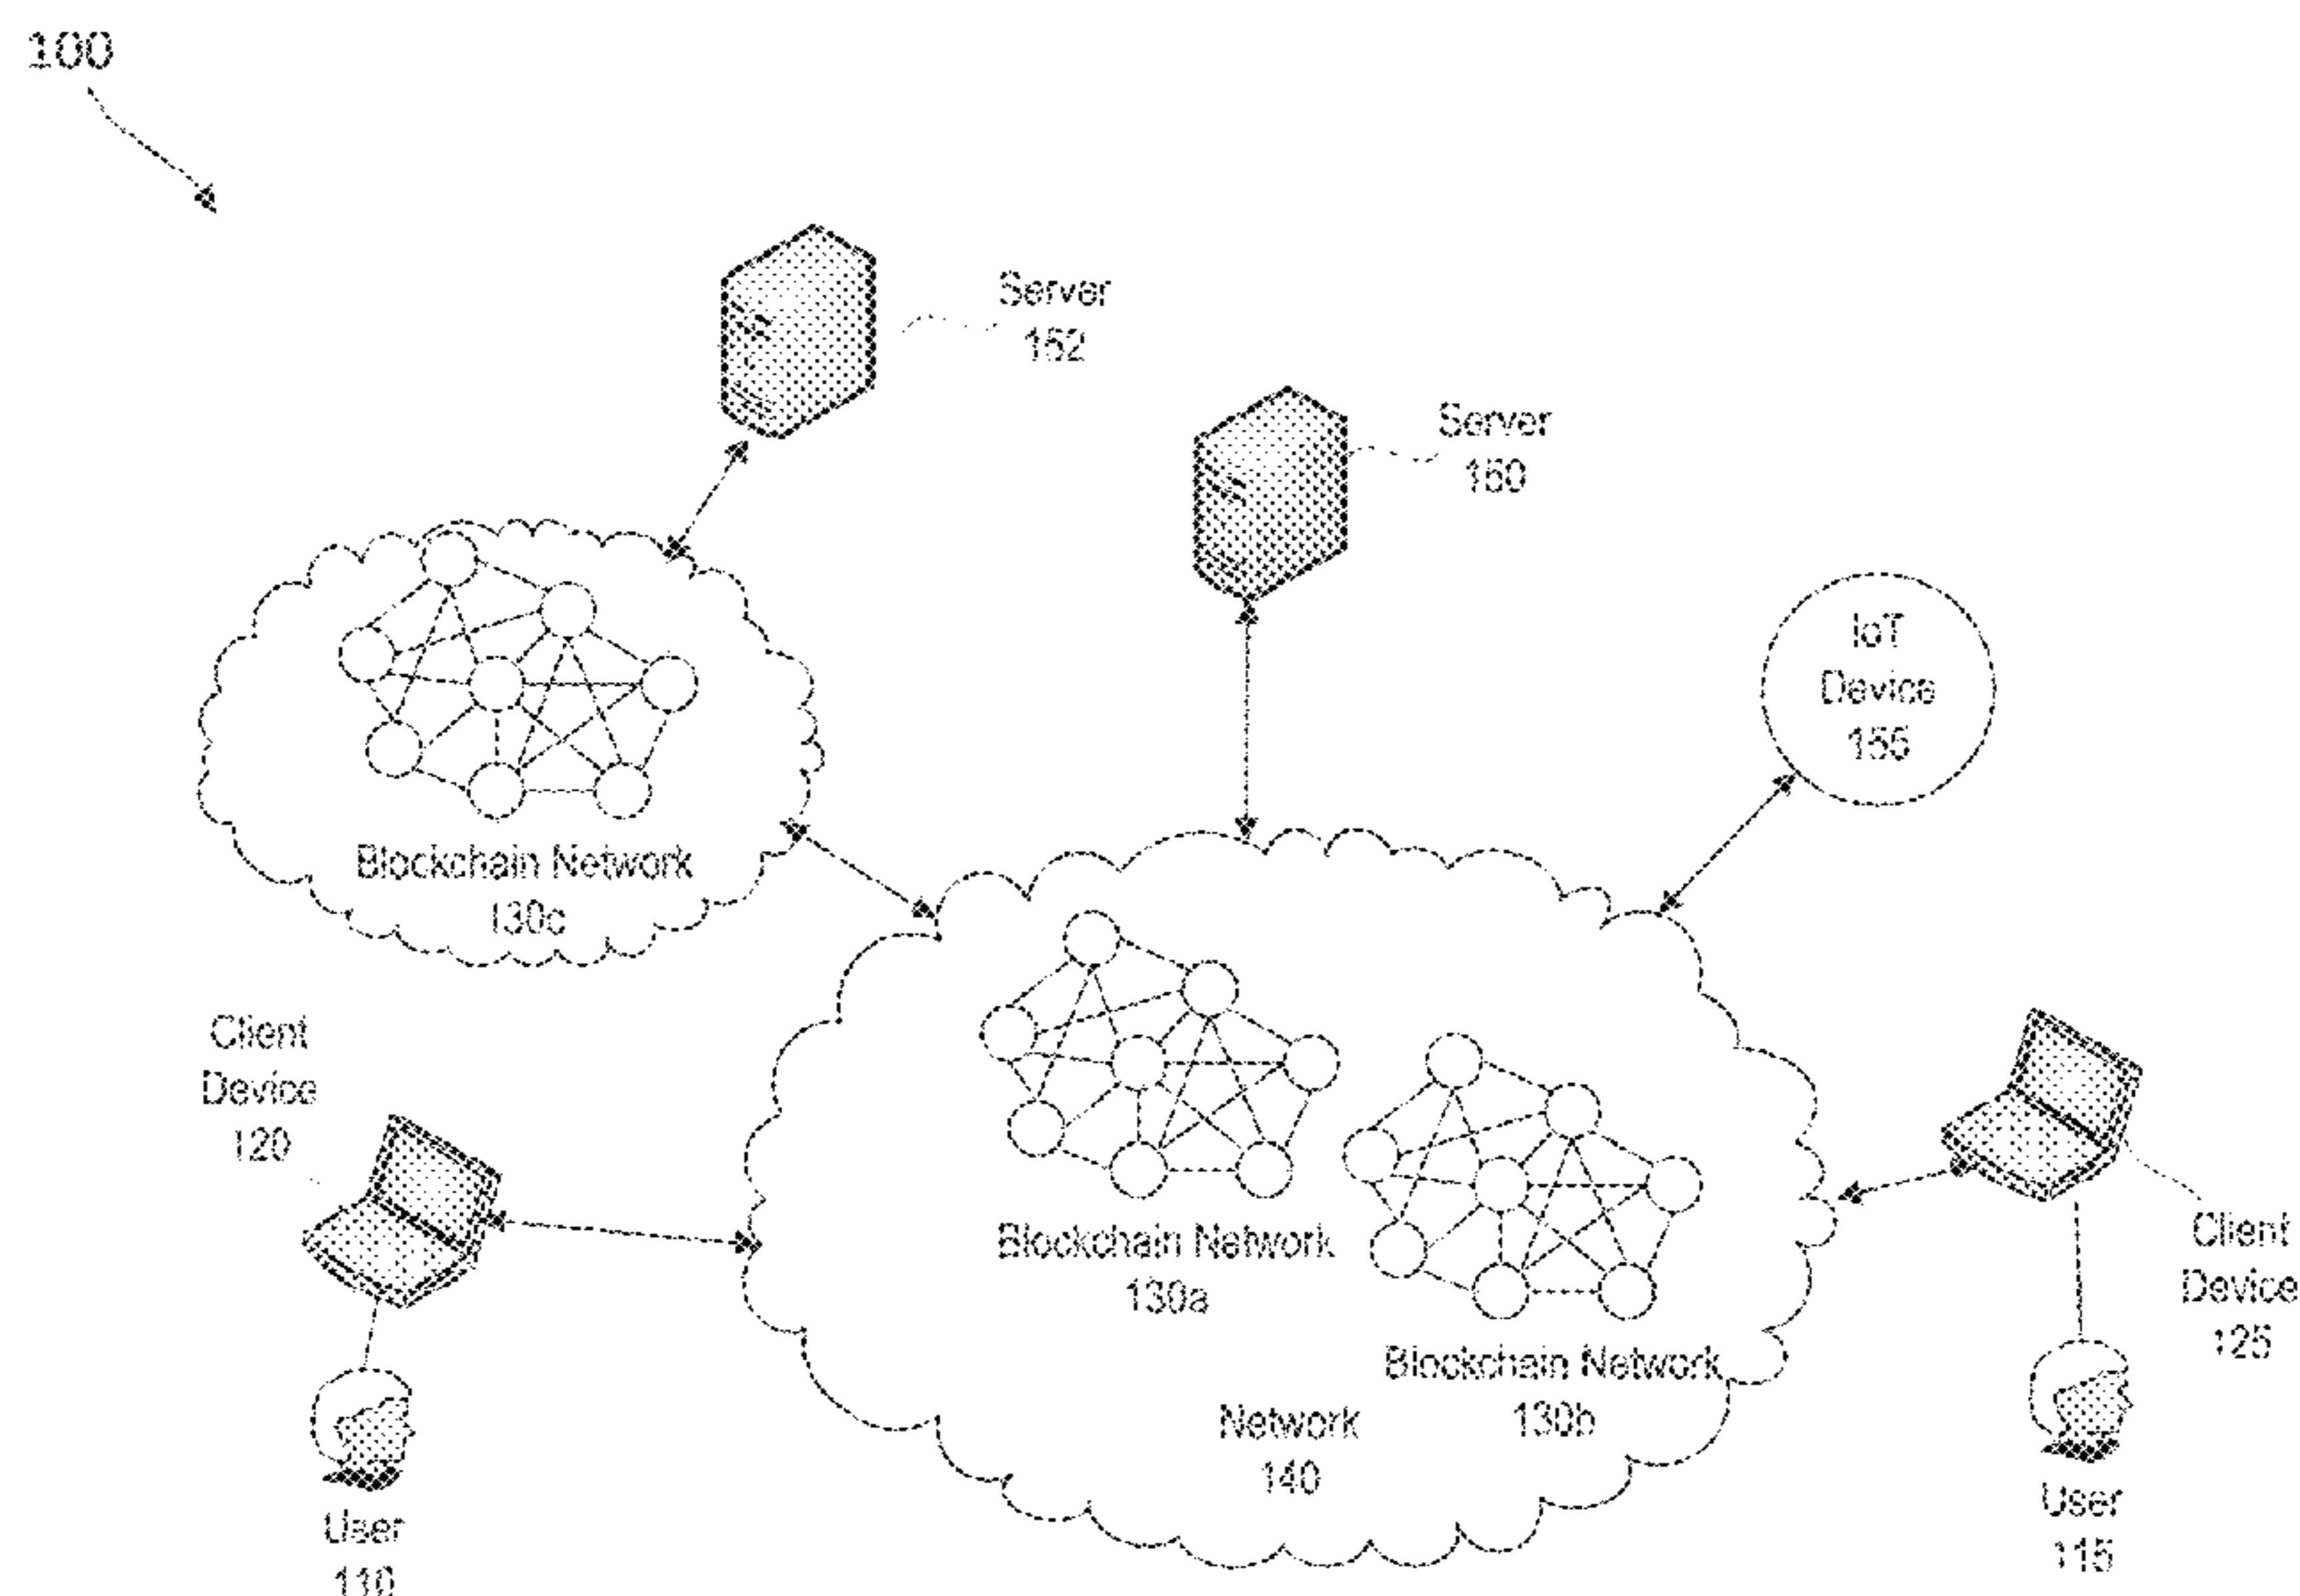 100
Server
152
Server
150
IoT
Device
155
Blockchain Network
130c
Client
Device
120
Blockchain Network
130a
Blockchain Network
130b
Network
140
Client
Device
125
User
110
User
115